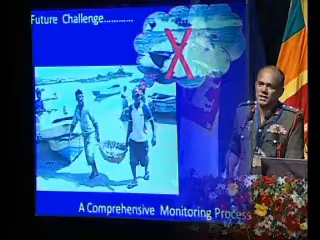 Future Challenge............
X
A Comprehensive Monitoring Process